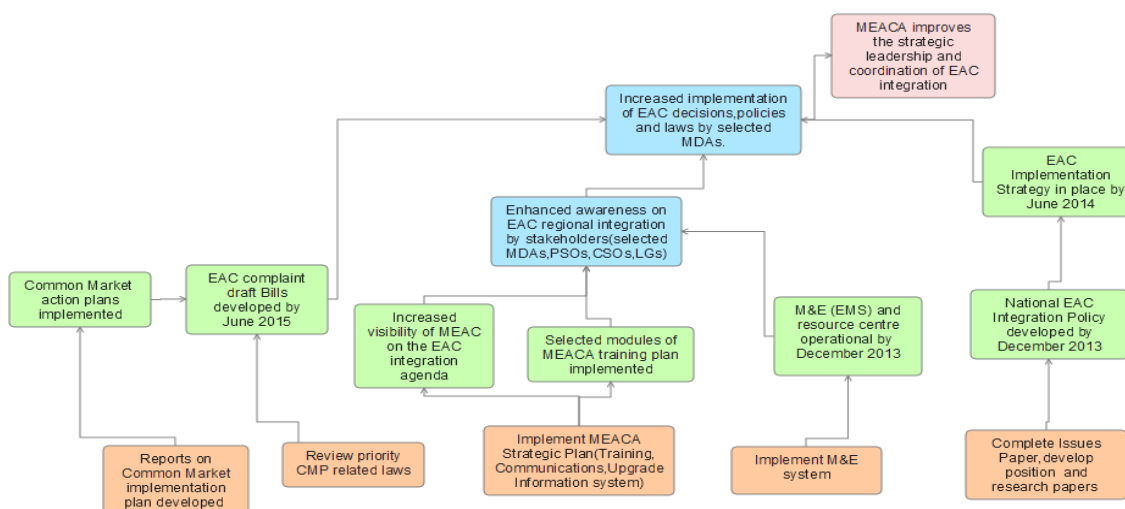 MEACA improves
the strategic
leadership and
coordination of EAC
integration
Increased implementation
of EAC decisions,policies
and laws by selected
MDAs.
EAC
Implementation
Strategy in place by
June 2014
Enhanced awareness on
EAC regional integration
by stakeholders(selected
MDAs,PSOs,CSOs,LGs)
Common Market
action plans
implemented
EAC complaint
draft Bills
developed by
June 2015
Increased
visibility of MEAC
on the EAC
integration
agenda
Selected modules of
MEACA training plan
implemented
M&E (EMS) and
resource centre
operational by
December 2013
National EAC
Integration Policy
developed by
December 2013
Reports on
Common Market
implementation
plan developed
Review priority
CMP related laws
Implement MEACA
Strategic Plan(Training,
Communications,Upgrade
Information system)
Implement M&E
system
Complete Issues
Paper,develop
position and
research papers